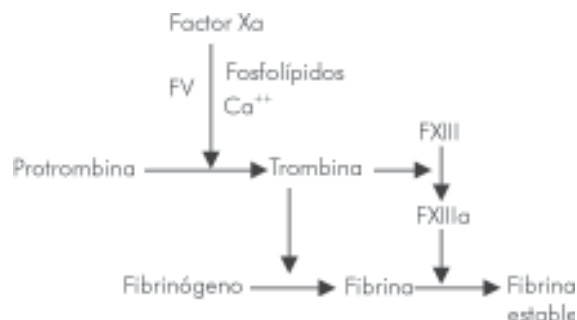 Factor Xa
FV
Fosfolípidos
Ca++
FXIII
Protrombina
Trombina
FXIIIa
Fibrinógeno
Fibrina
Fibrina
estable